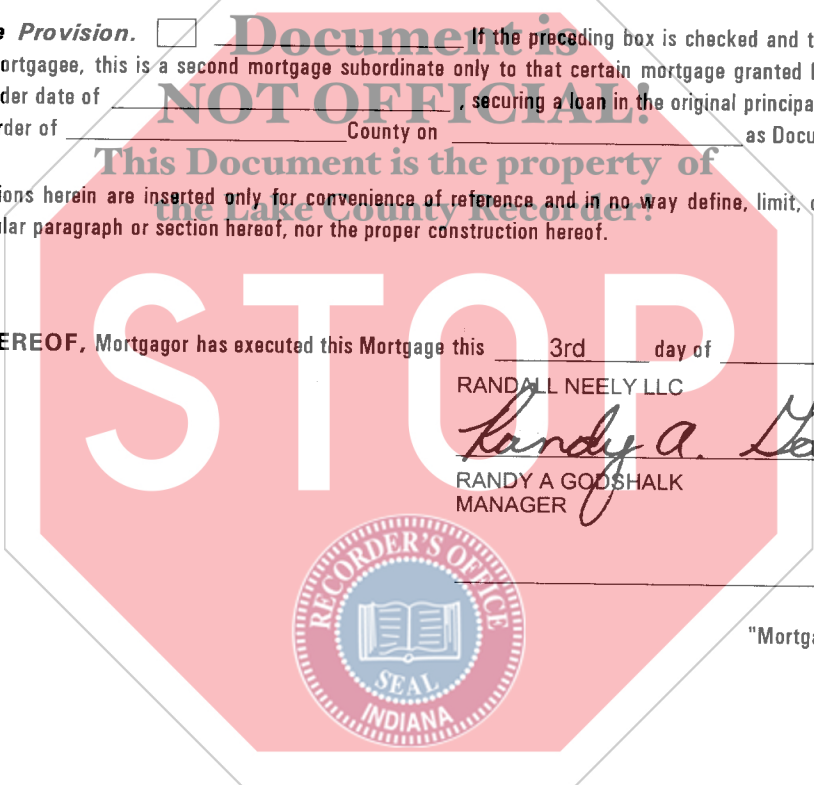 e Provision. If the preceding box is checked and t
ortgagee, this is a second mortgage subordinate only to that certain mortgage granted
der date of , securing a loan in the original principa
rder of County on as Docu
Document is
NOT OFFICIAL!
This Document is the property of
the Lake County Recorder!
ions herein are inserted only for convenience of reference and in no way define, limit,
lar paragraph or section hereof, nor the proper construction hereof.
STOP
EREOF, Mortgagor has executed this Mortgage this 3rd day of
RANDALL NEELY LLC
Randy A. Go
RANDY A GODSHALK
MANAGER
RECORDER'S OFFICE
SEAL
INDIANA
"Mortga